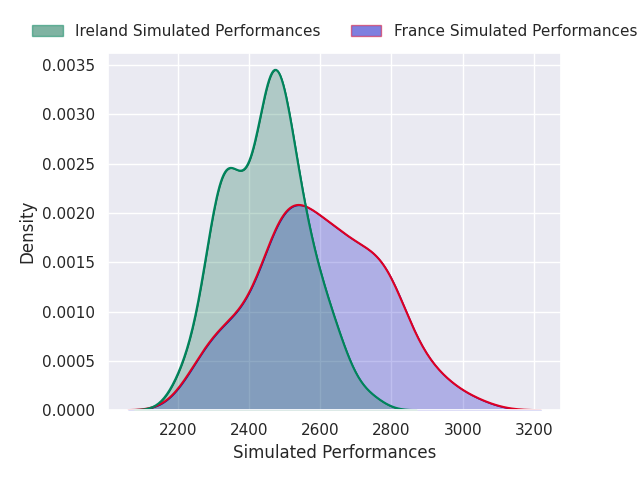 Ireland Simulated Performances France Simulated Performances
0.0035
0.0030
0.0025
0.0020
0.0015
0.0010
0.0005
0.0000
Density
2200 2400 2600 2800 3000 3200
Simulated Performances